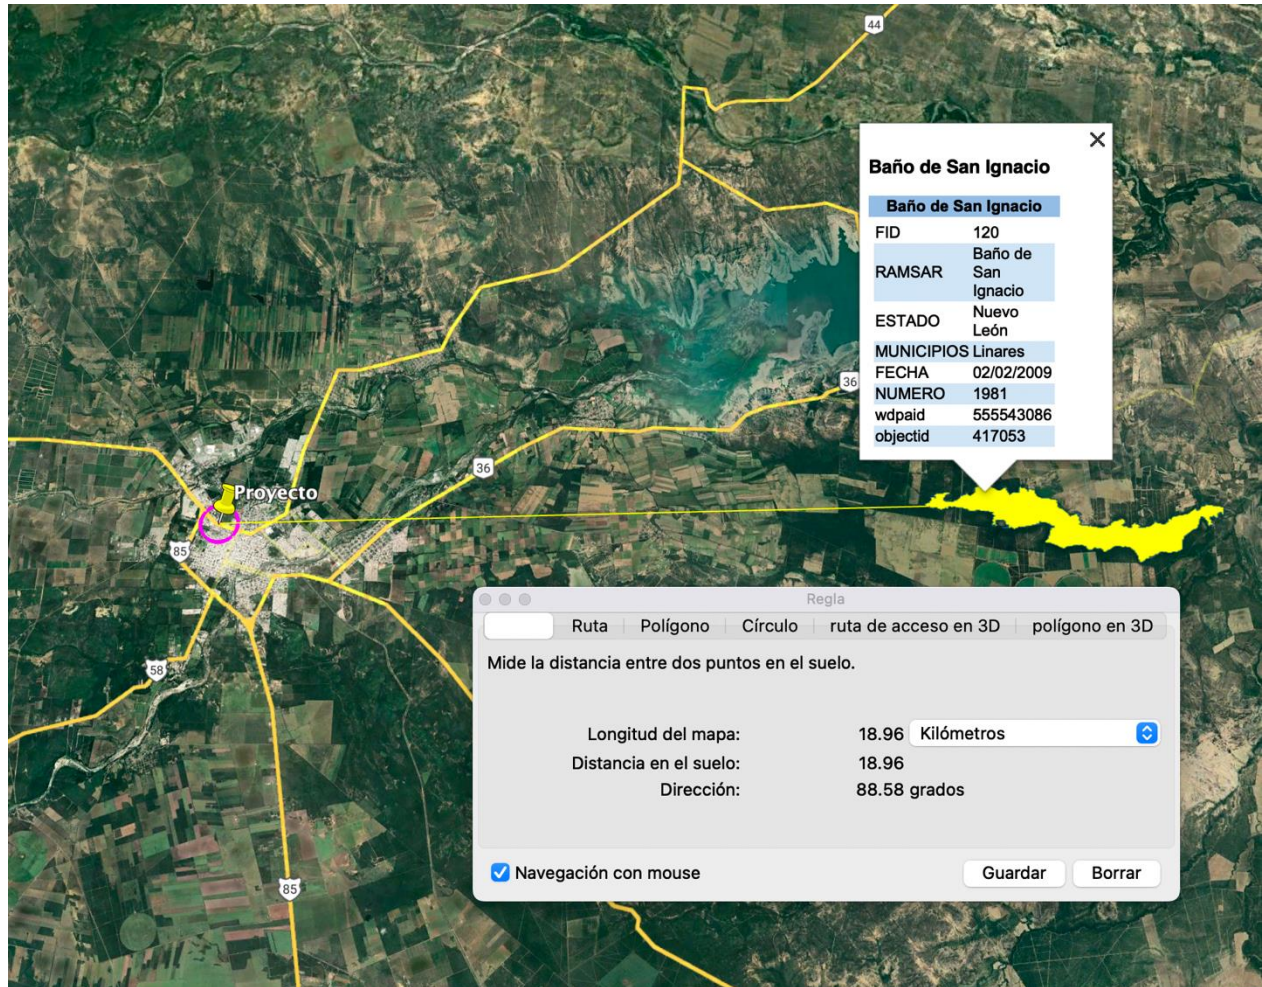 44
Baño de San Ignacio
Baño de San Ignacio
FID 120
RAMSAR Baño de
San
Ignacio
ESTADO Nuevo
León
MUNICIPIOS Linares
FECHA 02/02/2009
NUMERO 1981
wdpaid 555543086
objectid 417053
36
36
Proyecto
85
58
85
Regla
Ruta Polígono Círculo ruta de acceso en 3D polígono en 3D
Mide la distancia entre dos puntos en el suelo.
Longitud del mapa: 18.96 Kilómetros
Distancia en el suelo: 18.96
Dirección: 88.58 grados
Navegación con mouse Guardar Borrar